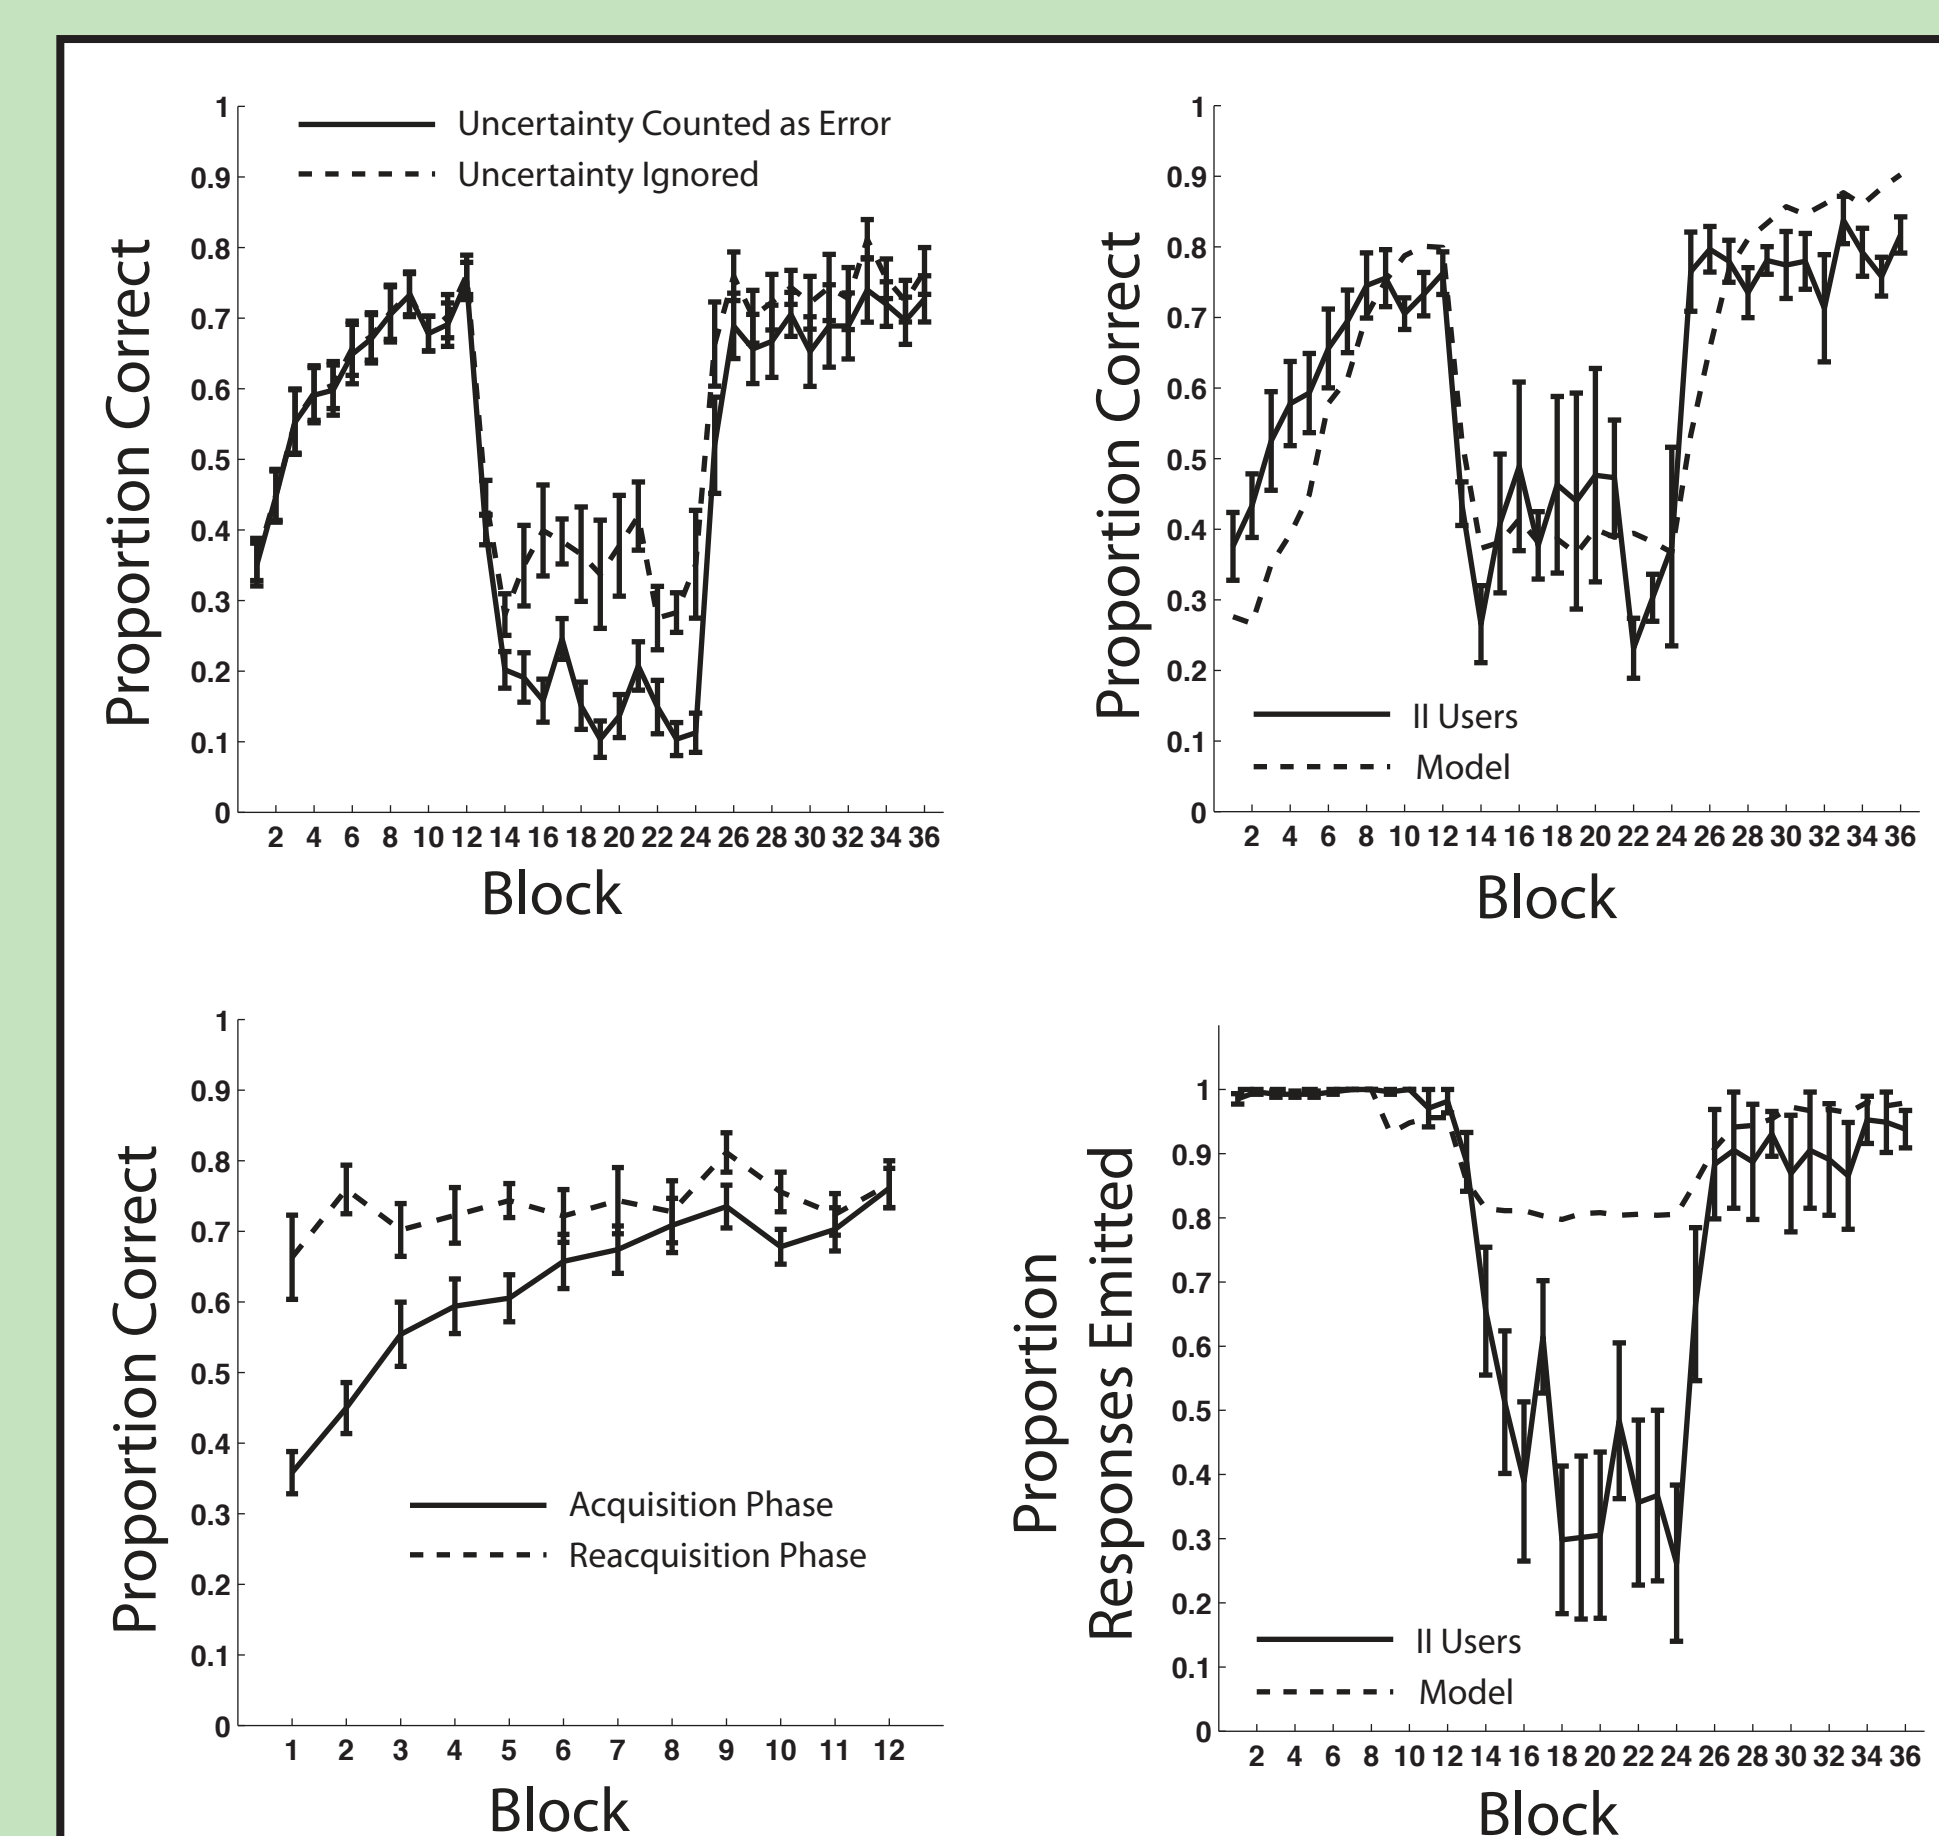 Uncertainty Counted as Error
Uncertainty Ignored
Proportion Correct
1
0.9
0.8
0.7
0.6
0.5
0.4
0.3
0.2
0.1
0
2 4 6 8 10 12 14 16 18 20 22 24 26 28 30 32 34 36
Block
Proportion Correct
1
0.9
0.8
0.7
0.6
0.5
0.4
0.3
0.2
0.1
0
II Users
Model
2 4 6 8 10 12 14 16 18 20 22 24 26 28 30 32 34 36
Block
Proportion Correct
1
0.9
0.8
0.7
0.6
0.5
0.4
0.3
0.2
0.1
0
Acquisition Phase
Reacquisition Phase
1 2 3 4 5 6 7 8 9 10 11 12
Block
Proportion
Responses Emitted
1
0.9
0.8
0.7
0.6
0.5
0.4
0.3
0.2
0.1
0
II Users
Model
2 4 6 8 10 12 14 16 18 20 22 24 26 28 30 32 34 36
Block